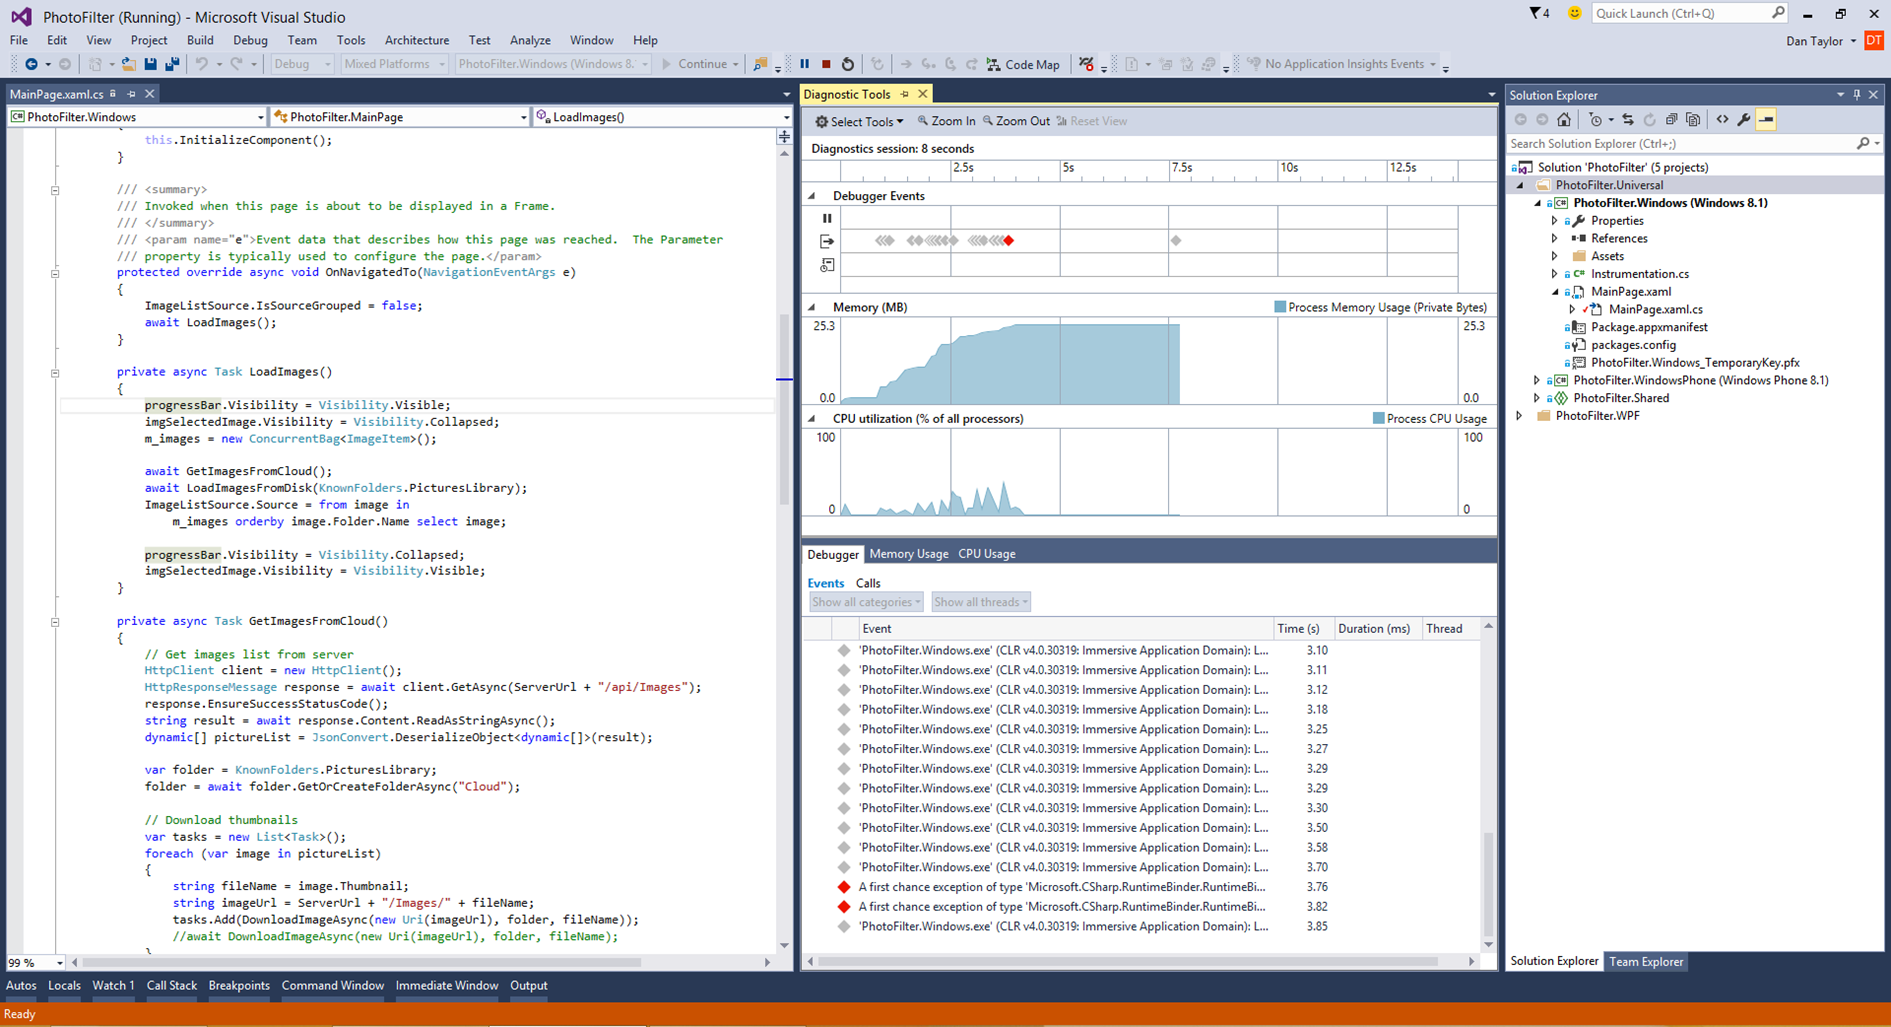 PhotoFilter (Running) - Microsoft Visual Studio
4
Quick Launch (Ctrl+Q)
File Edit View Project Build Debug Team Tools Architecture Test Analyze Window Help
Dan Taylor DT
Debug Mixed Platforms PhotoFilter.Windows (Windows 8. Continue Code Map No Application Insights Events
MainPage.xaml.cs
PhotoFilter.Windows PhotoFilter.MainPage LoadImages()
this.InitializeComponent();
}
/// <summary>
/// Invoked when this page is about to be displayed in a Frame.
/// </summary>
/// <param name="e">Event data that describes how this page was reached.  The Parameter
/// property is typically used to configure the page.</param>
protected override async void OnNavigatedTo(NavigationEventArgs e)
{
ImageListSource.IsSourceGrouped = false;
await LoadImages();
}
private async Task LoadImages()
{
progressBar.Visibility = Visibility.Visible;
imgSelectedImage.Visibility = Visibility.Collapsed;
m_images = new ConcurrentBag<ImageItem>();
await GetImagesFromCloud();
await LoadImagesFromDisk(KnownFolders.PicturesLibrary);
ImageListSource.Source = from image in
m_images orderby image.Folder.Name select image;
progressBar.Visibility = Visibility.Collapsed;
imgSelectedImage.Visibility = Visibility.Visible;
}
private async Task GetImagesFromCloud()
{
// Get images list from server
HttpClient client = new HttpClient();
HttpResponseMessage response = await client.GetAsync(ServerUrl + "/api/Images");
response.EnsureSuccessStatusCode();
string result = await response.Content.ReadAsStringAsync();
dynamic[] pictureList = JsonConvert.DeserializeObject<dynamic[]>(result);
var folder = KnownFolders.PicturesLibrary;
folder = await folder.GetOrCreateFolderAsync("Cloud");
// Download thumbnails
var tasks = new List<Task>();
foreach (var image in pictureList)
{
string fileName = image.Thumbnail;
string imageUrl = ServerUrl + "/Images/" + fileName;
tasks.Add(DownloadImageAsync(new Uri(imageUrl), folder, fileName));
//await DownloadImageAsync(new Uri(imageUrl), folder, fileName);
99 %
Diagnostic Tools
Select Tools Zoom In Zoom Out Reset View
Diagnostics session: 8 seconds
2.5s 5s 7.5s 10s 12.5s
Debugger Events
Memory (MB) Process Memory Usage (Private Bytes)
25.3 25.3
0.0 0.0
CPU utilization (% of all processors) Process CPU Usage
100 100
0 0
Debugger Memory Usage CPU Usage
Events Calls
Show all categories Show all threads
Event Time (s) Duration (ms) Thread
'PhotoFilter.Windows.exe' (CLR v4.0.30319: Immersive Application Domain): L... 3.10
'PhotoFilter.Windows.exe' (CLR v4.0.30319: Immersive Application Domain): L... 3.11
'PhotoFilter.Windows.exe' (CLR v4.0.30319: Immersive Application Domain): L... 3.12
'PhotoFilter.Windows.exe' (CLR v4.0.30319: Immersive Application Domain): L... 3.18
'PhotoFilter.Windows.exe' (CLR v4.0.30319: Immersive Application Domain): L... 3.25
'PhotoFilter.Windows.exe' (CLR v4.0.30319: Immersive Application Domain): L... 3.27
'PhotoFilter.Windows.exe' (CLR v4.0.30319: Immersive Application Domain): L... 3.29
'PhotoFilter.Windows.exe' (CLR v4.0.30319: Immersive Application Domain): L... 3.29
'PhotoFilter.Windows.exe' (CLR v4.0.30319: Immersive Application Domain): L... 3.30
'PhotoFilter.Windows.exe' (CLR v4.0.30319: Immersive Application Domain): L... 3.50
'PhotoFilter.Windows.exe' (CLR v4.0.30319: Immersive Application Domain): L... 3.58
'PhotoFilter.Windows.exe' (CLR v4.0.30319: Immersive Application Domain): L... 3.70
A first chance exception of type 'Microsoft.CSharp.RuntimeBinder.RuntimeBi... 3.76
A first chance exception of type 'Microsoft.CSharp.RuntimeBinder.RuntimeBi... 3.82
'PhotoFilter.Windows.exe' (CLR v4.0.30319: Immersive Application Domain): L... 3.85
Solution Explorer
Search Solution Explorer (Ctrl+;)
Solution 'PhotoFilter' (5 projects)
PhotoFilter.Universal
PhotoFilter.Windows (Windows 8.1)
Properties
References
Assets
Instrumentation.cs
MainPage.xaml
MainPage.xaml.cs
Package.appxmanifest
packages.config
PhotoFilter.Windows_TemporaryKey.pfx
PhotoFilter.WindowsPhone (Windows Phone 8.1)
PhotoFilter.Shared
PhotoFilter.WPF
Solution Explorer Team Explorer
Autos Locals Watch 1 Call Stack Breakpoints Command Window Immediate Window Output
Ready